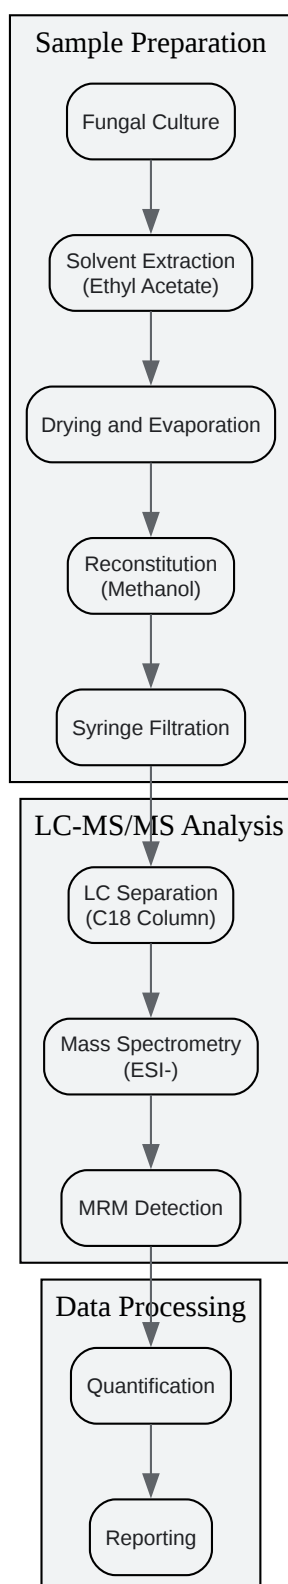 Sample Preparation
Fungal Culture
Solvent Extraction
(Ethyl Acetate)
Drying and Evaporation
Reconstitution
(Methanol)
Syringe Filtration
LC-MS/MS Analysis
LC Separation
(C18 Column)
Mass Spectrometry
(ESI-)
MRM Detection
Data Processing
Quantification
Reporting